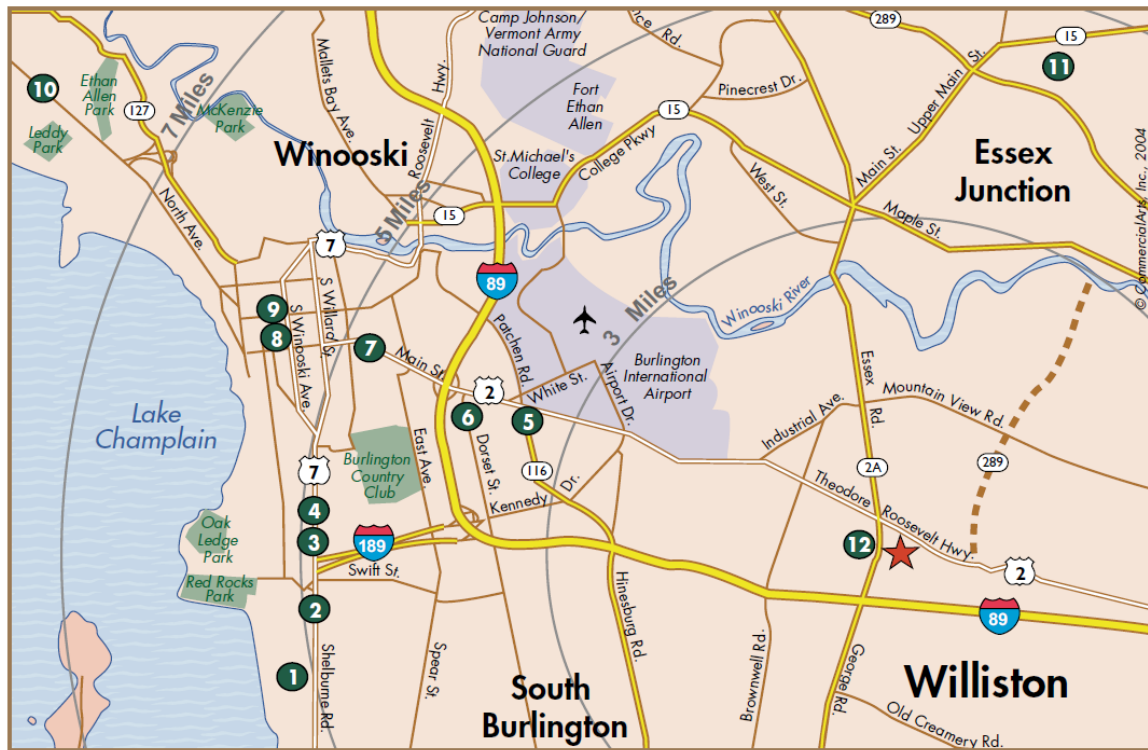 Camp Johnson/
Vermont Army
National Guard
289
15
Upper Main St.
11
10
Ethan
Allen
Park
127
7 Miles
McKenzie
Park
Leddy
Park
Mallets Bay Ave.
Roosevelt
Hwy.
Fort
Ethan
Allen
Pinecrest Dr.
15
College Pkwy
Winooski
St.Michael's
College
Essex
Junction
© CommercialArts, Inc., 2004
North Ave.
5 Miles
15
West St.
Main St.
Maple St.
7
89
3 Miles
Winooski River
9
8
S Winooski Ave.
S Willard St.
7
Main St.
Patchen Rd.
White St.
Airport Dr.
Burlington
International
Airport
Essex
Rd.
Mountain View Rd.
Industrial Ave.
Lake
Champlain
2
6
5
7
Burlington
Country
Club
East Ave.
Dorset St.
116
Kennedy
Dr.
2A
289
Theodore
Roosevelt Hwy.
4
3
Oak
Ledge
Park
189
Swift St.
12
2
Red Rocks
Park
2
89
1
Shelburne Rd.
Spear St.
South
Burlington
Hinesburg Rd.
Brownwell Rd.
George Rd.
Williston
Old Creamery Rd.